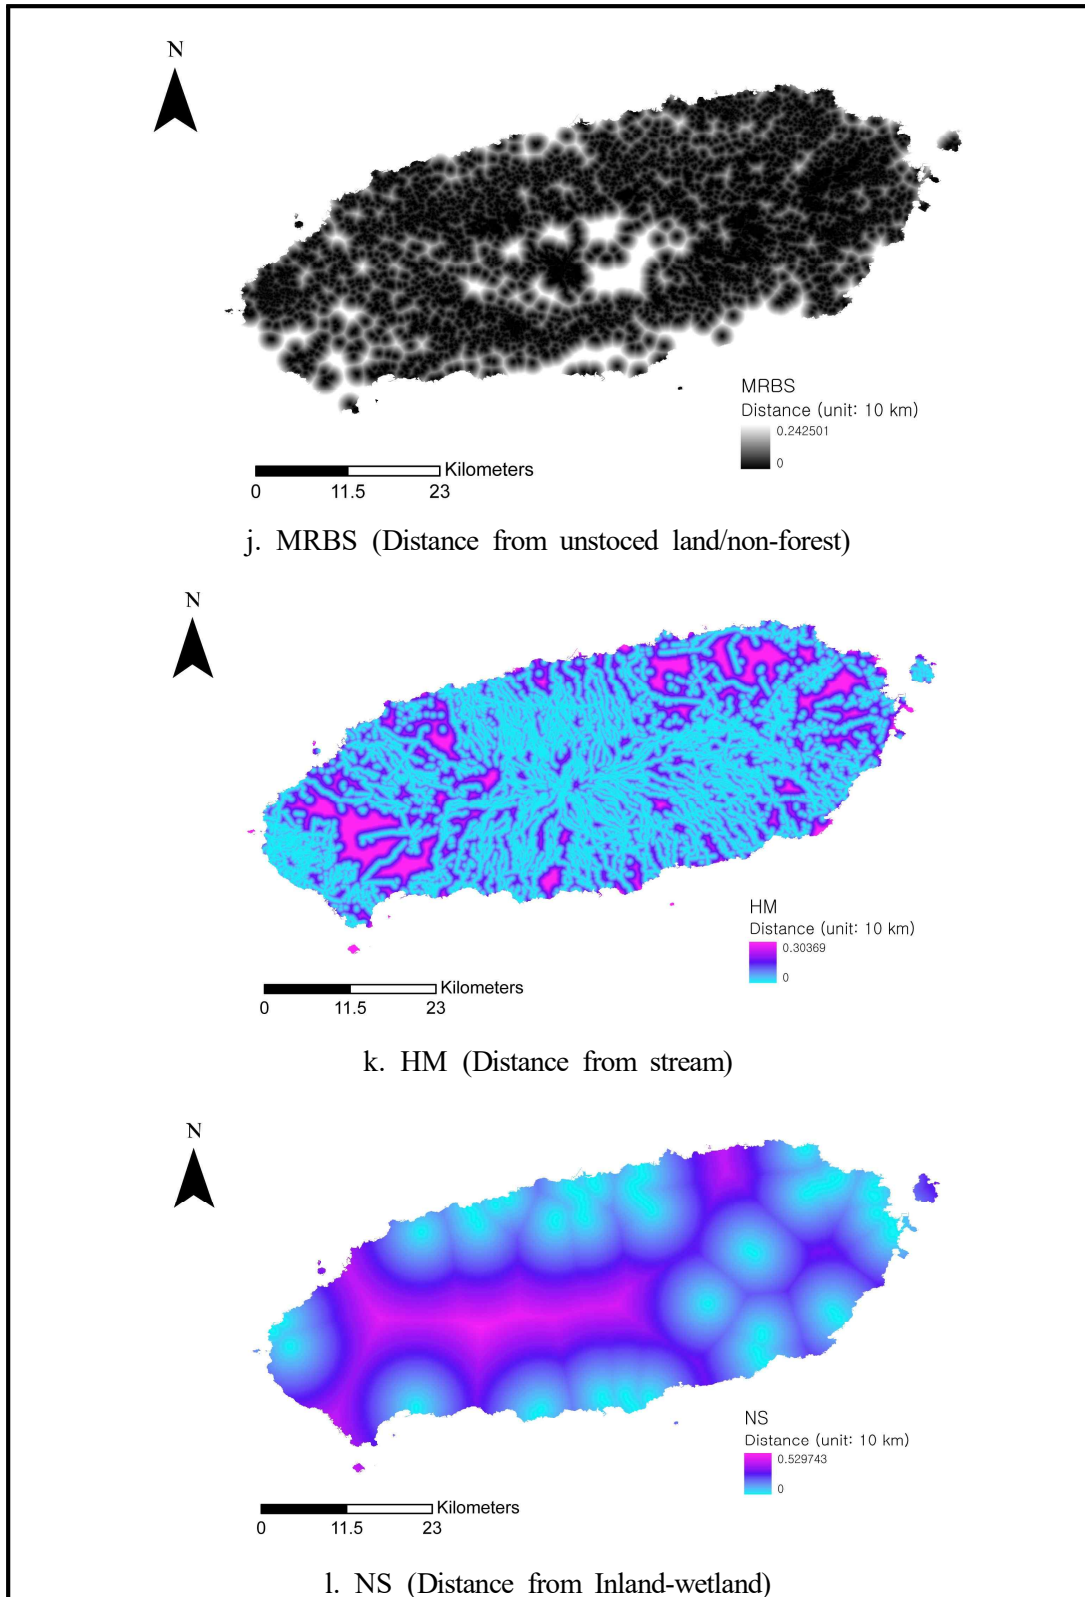 N
MRBS
Distance (unit: 10 km)
0.242501
0
Kilometers
0 11.5 23
j. MRBS (Distance from unstoced land/non-forest)
N
HM
Distance (unit: 10 km)
0.30369
0
Kilometers
0 11.5 23
k. HM (Distance from stream)
N
NS
Distance (unit: 10 km)
0.529743
0
Kilometers
0 11.5 23
l. NS (Distance from Inland-wetland)